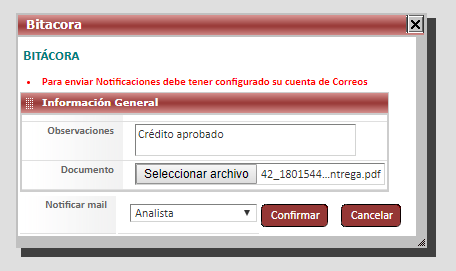 Bitacora
BITÁCORA
• Para enviar Notificaciones debe tener configurado su cuenta de Correos
Información General
Observaciones
Crédito aprobado
Documento
Seleccionar archivo 42_1801544...ntrega.pdf
Notificar mail
Analista
Confirmar
Cancelar